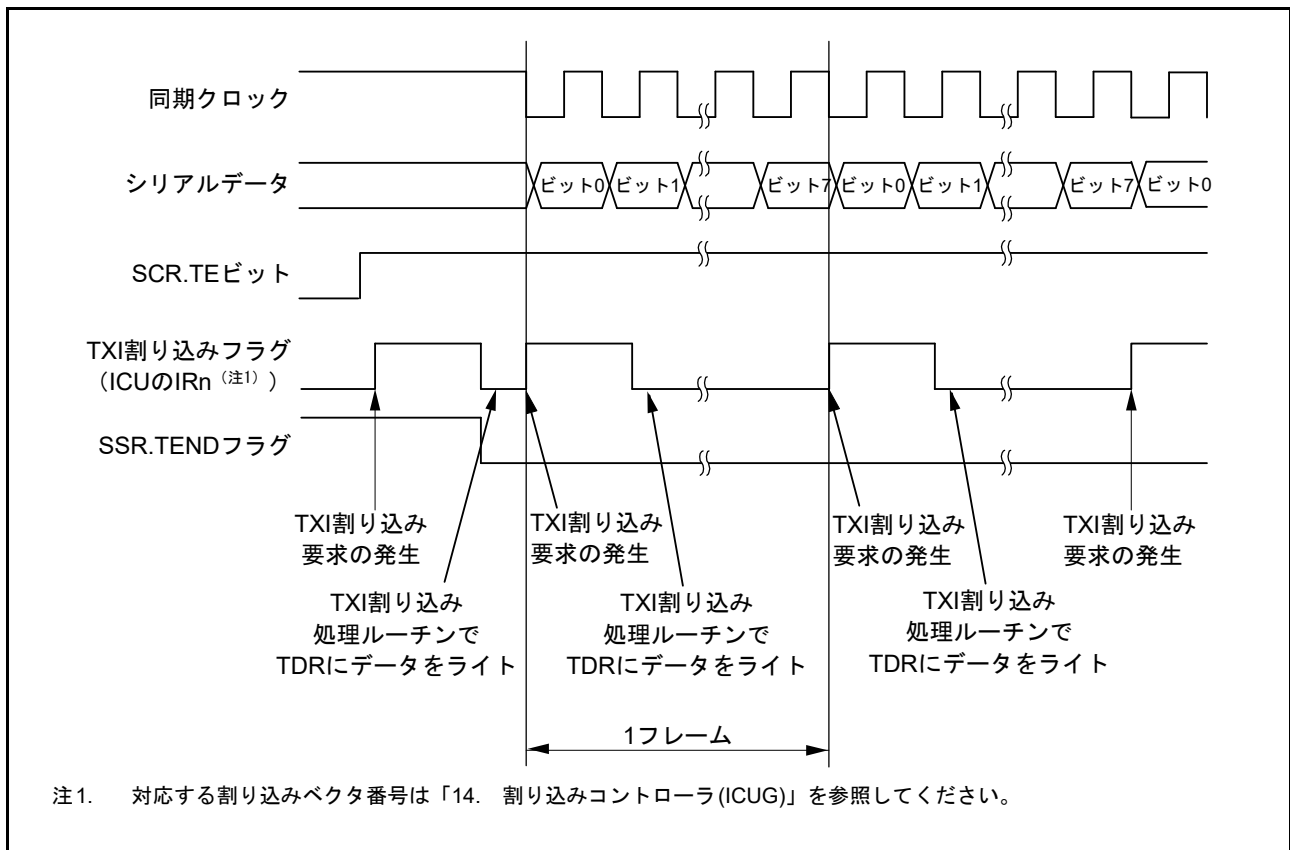 同期クロック
シリアルデータ
ビット0 ビット1 ビット7 ビット0 ビット1 ビット7 ビット0
SCR.TEビット
TXI割り込みフラグ
（ICUのIRn（注1））
SSR.TENDフラグ
TXI割り込み
要求の発生
TXI割り込み
要求の発生
TXI割り込み
要求の発生
TXI割り込み
要求の発生
TXI割り込み
処理ルーチンで
TDRにデータをライト
TXI割り込み
処理ルーチンで
TDRにデータをライト
TXI割り込み
処理ルーチンで
TDRにデータをライト
1フレーム
注1. 対応する割り込みベクタ番号は「14. 割り込みコントローラ(ICUG)」を参照してください。